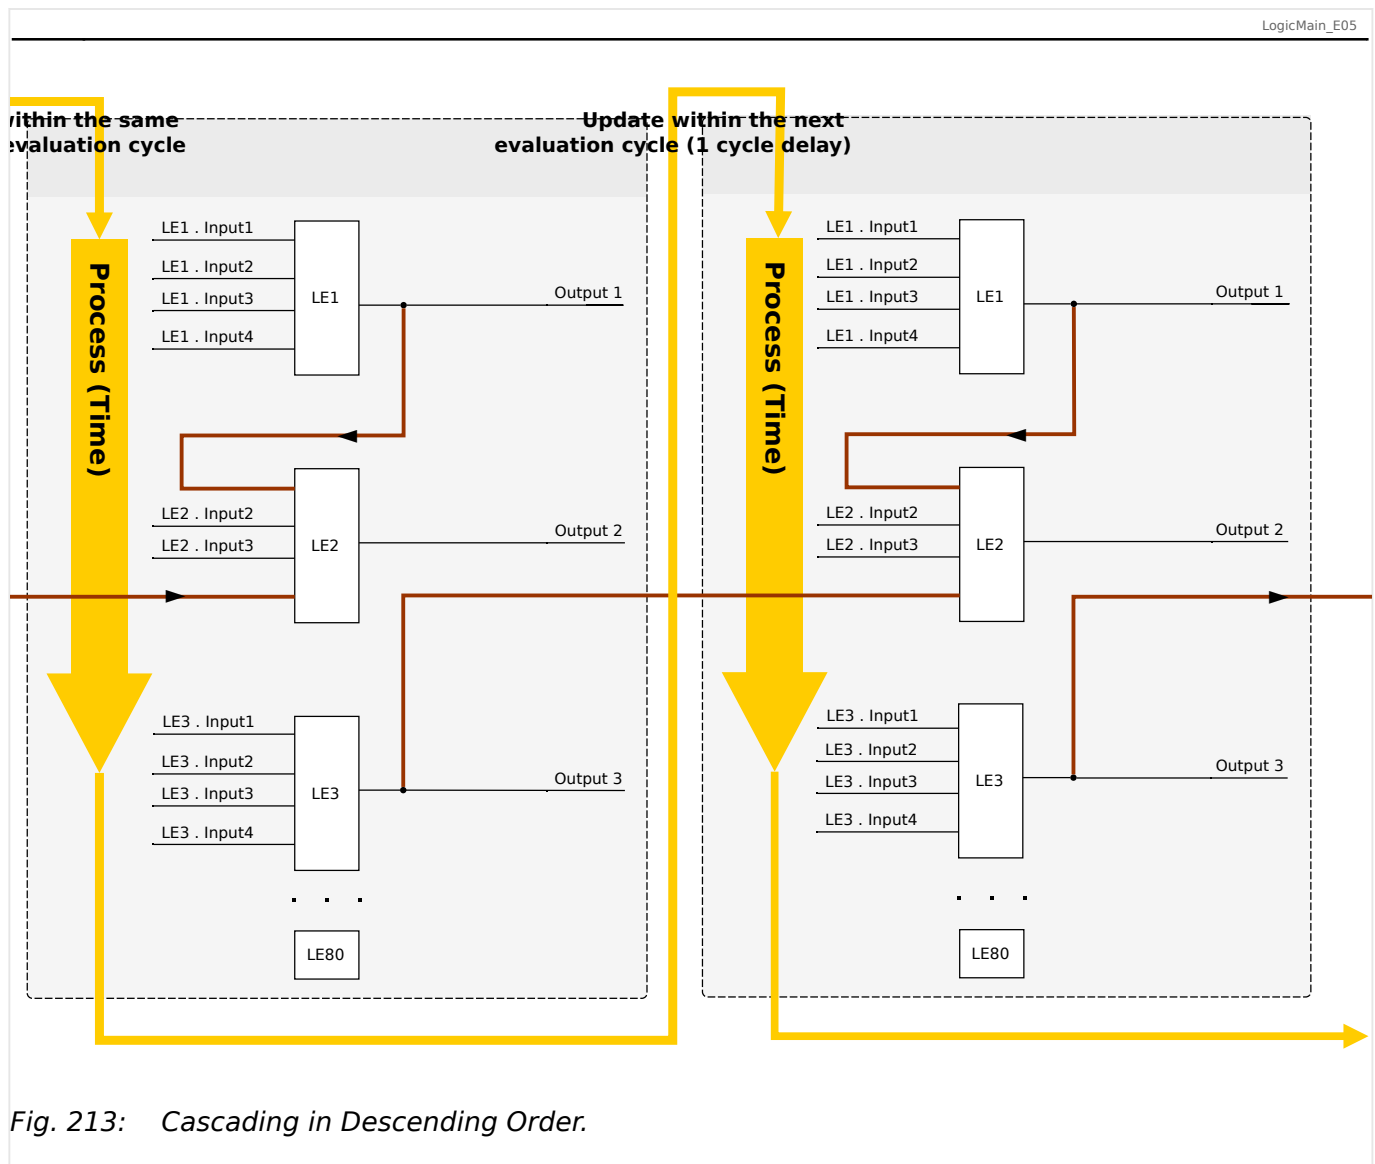 LogicMain_E05
within the same
evaluation cycle
Update within the next
evaluation cycle (1 cycle delay)
Process (Time)
LE1 . Input1
LE1 . Input2
LE1 . Input3
LE1 . Input4
LE1
Output 1
LE2 . Input2
LE2 . Input3
LE2
Output 2
LE3 . Input1
LE3 . Input2
LE3 . Input3
LE3 . Input4
LE3
Output 3
. . .
LE80
Process (Time)
LE1 . Input1
LE1 . Input2
LE1 . Input3
LE1 . Input4
LE1
Output 1
LE2 . Input2
LE2 . Input3
LE2
Output 2
LE3 . Input1
LE3 . Input2
LE3 . Input3
LE3 . Input4
LE3
Output 3
. . .
LE80
Fig. 213: Cascading in Descending Order.